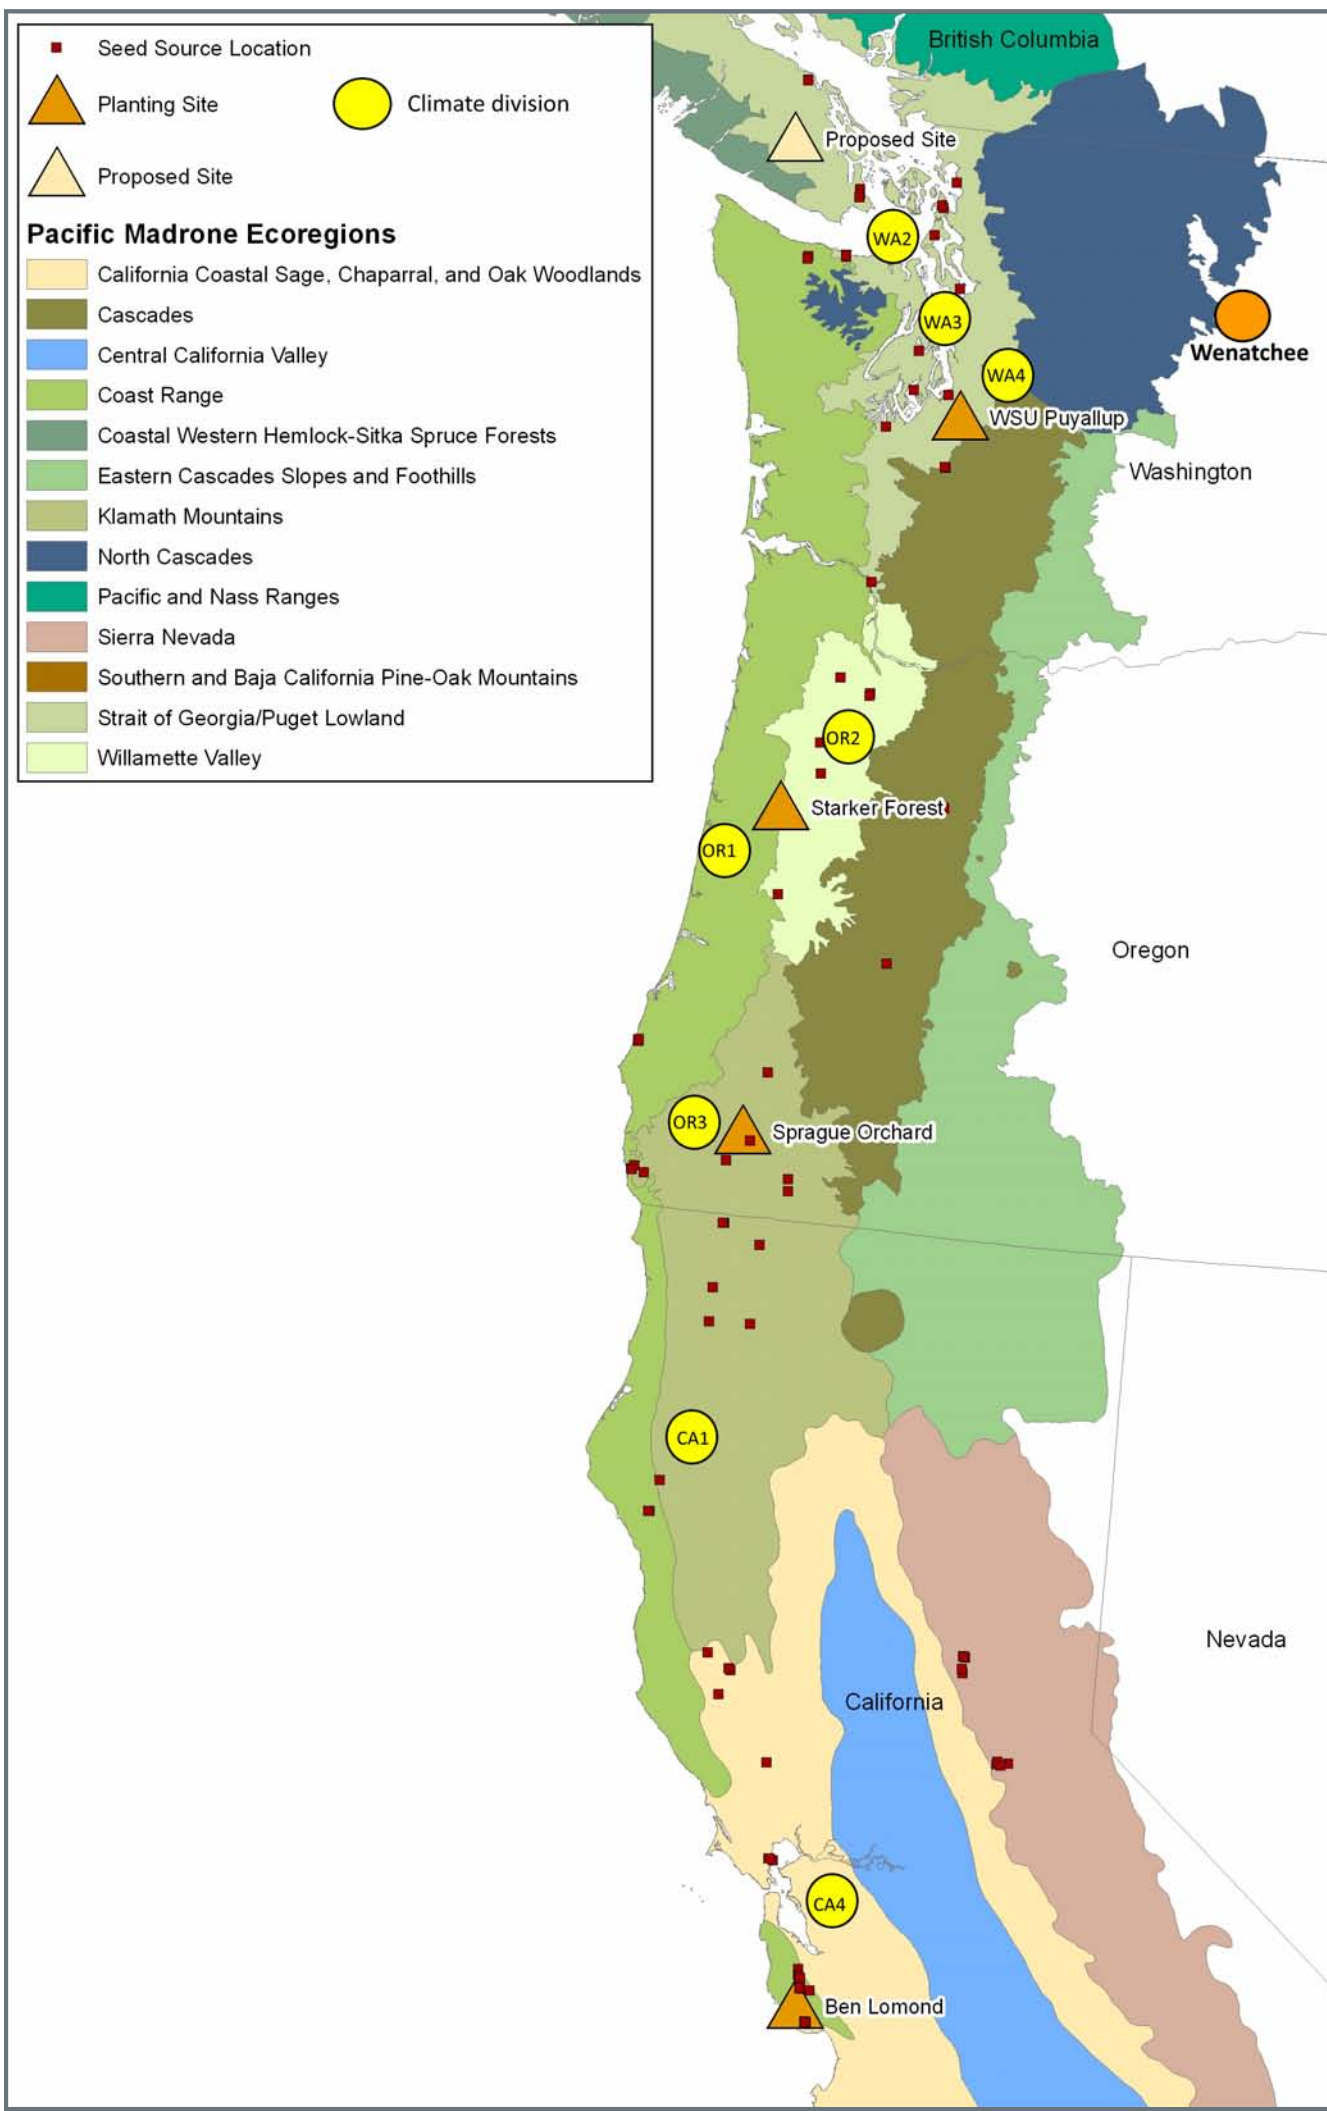 Seed Source Location
Planting Site
Climate division
Proposed Site
Pacific Madrone Ecoregions
California Coastal Sage, Chaparral, and Oak Woodlands
Cascades
Central California Valley
Coast Range
Coastal Western Hemlock-Sitka Spruce Forests
Eastern Cascades Slopes and Foothills
Klamath Mountains
North Cascades
Pacific and Nass Ranges
Sierra Nevada
Southern and Baja California Pine-Oak Mountains
Strait of Georgia/Puget Lowland
Willamette Valley
British Columbia
Proposed Site
WA2
WA3
Wenatchee
WA4
WSU Puyallup
Washington
OR2
Starker Forest
OR1
Oregon
OR3
Sprague Orchard
CA1
Nevada
California
CA4
Ben Lomond